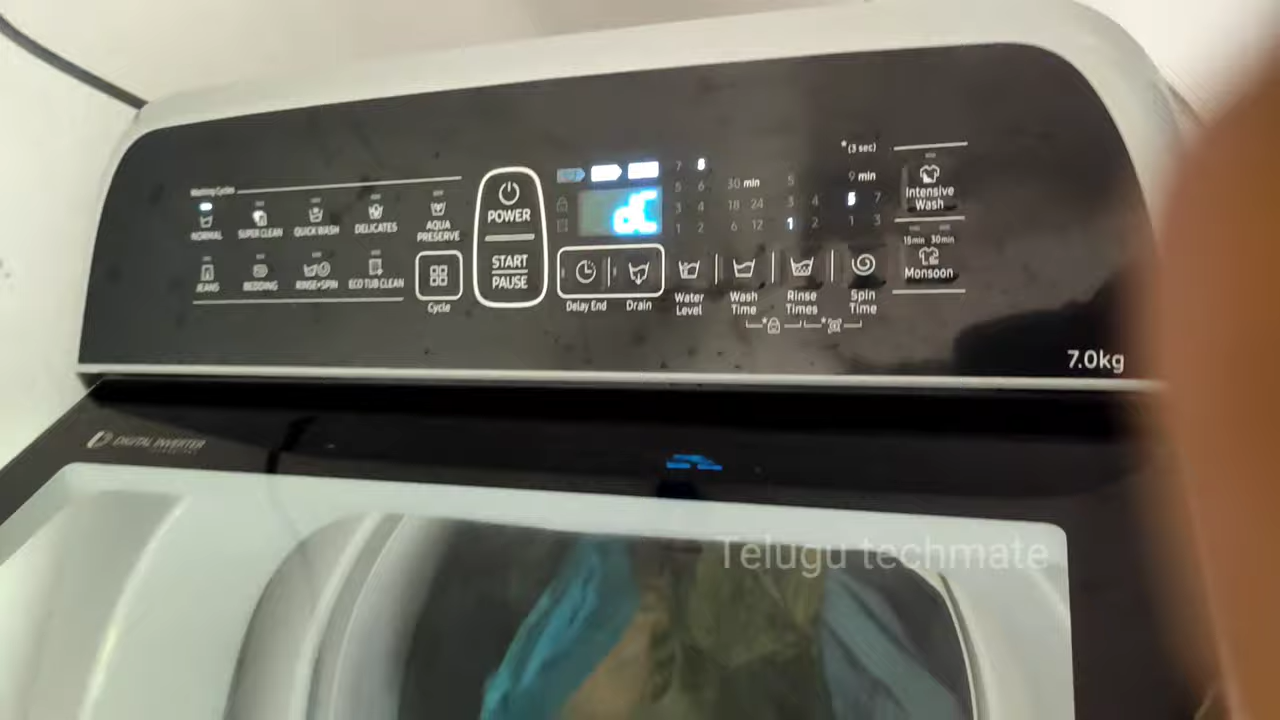 Washing Cycles
NORMAL SUPER CLEAN QUICK WASH DELICATES AQUA PRESERVE
JEANS BEDDING RINSE+SPIN ECO TUB CLEAN
Cycle
POWER
START
PAUSE
dC
Delay End Drain
7 8
5 6
3 4
1 2
Water Level
30 min
18 24
6 12
Wash Time
5
3 4
1 2
Rinse Times
*(3 sec)
9 min
5 7
1 3
Spin Time
Intensive Wash
15min 30min
Monsoon
7.0kg
DIGITAL INVERTER
Telugu techmate